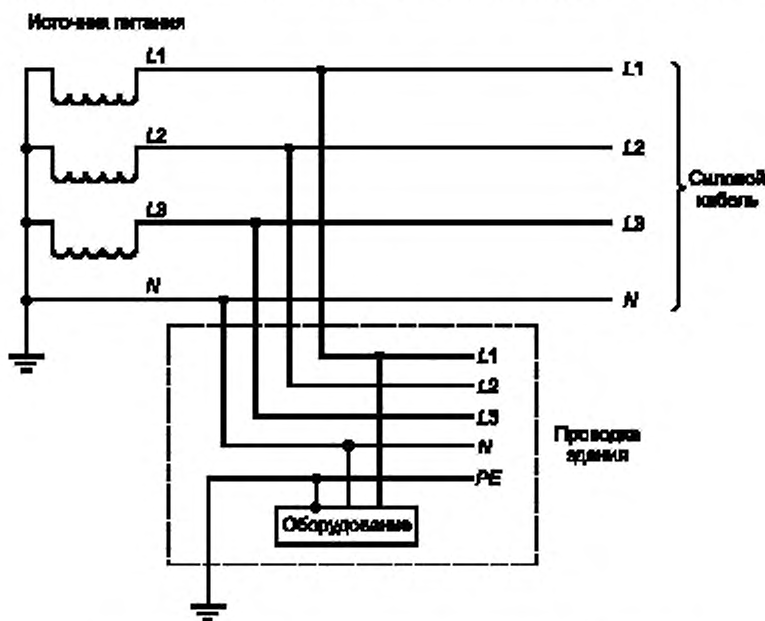 Источник питания
L1
L1
L2
L2
Силовой
кабель
L3
L3
N
N
L1
L2
L3
N
Проводка
здания
PE
Оборудование